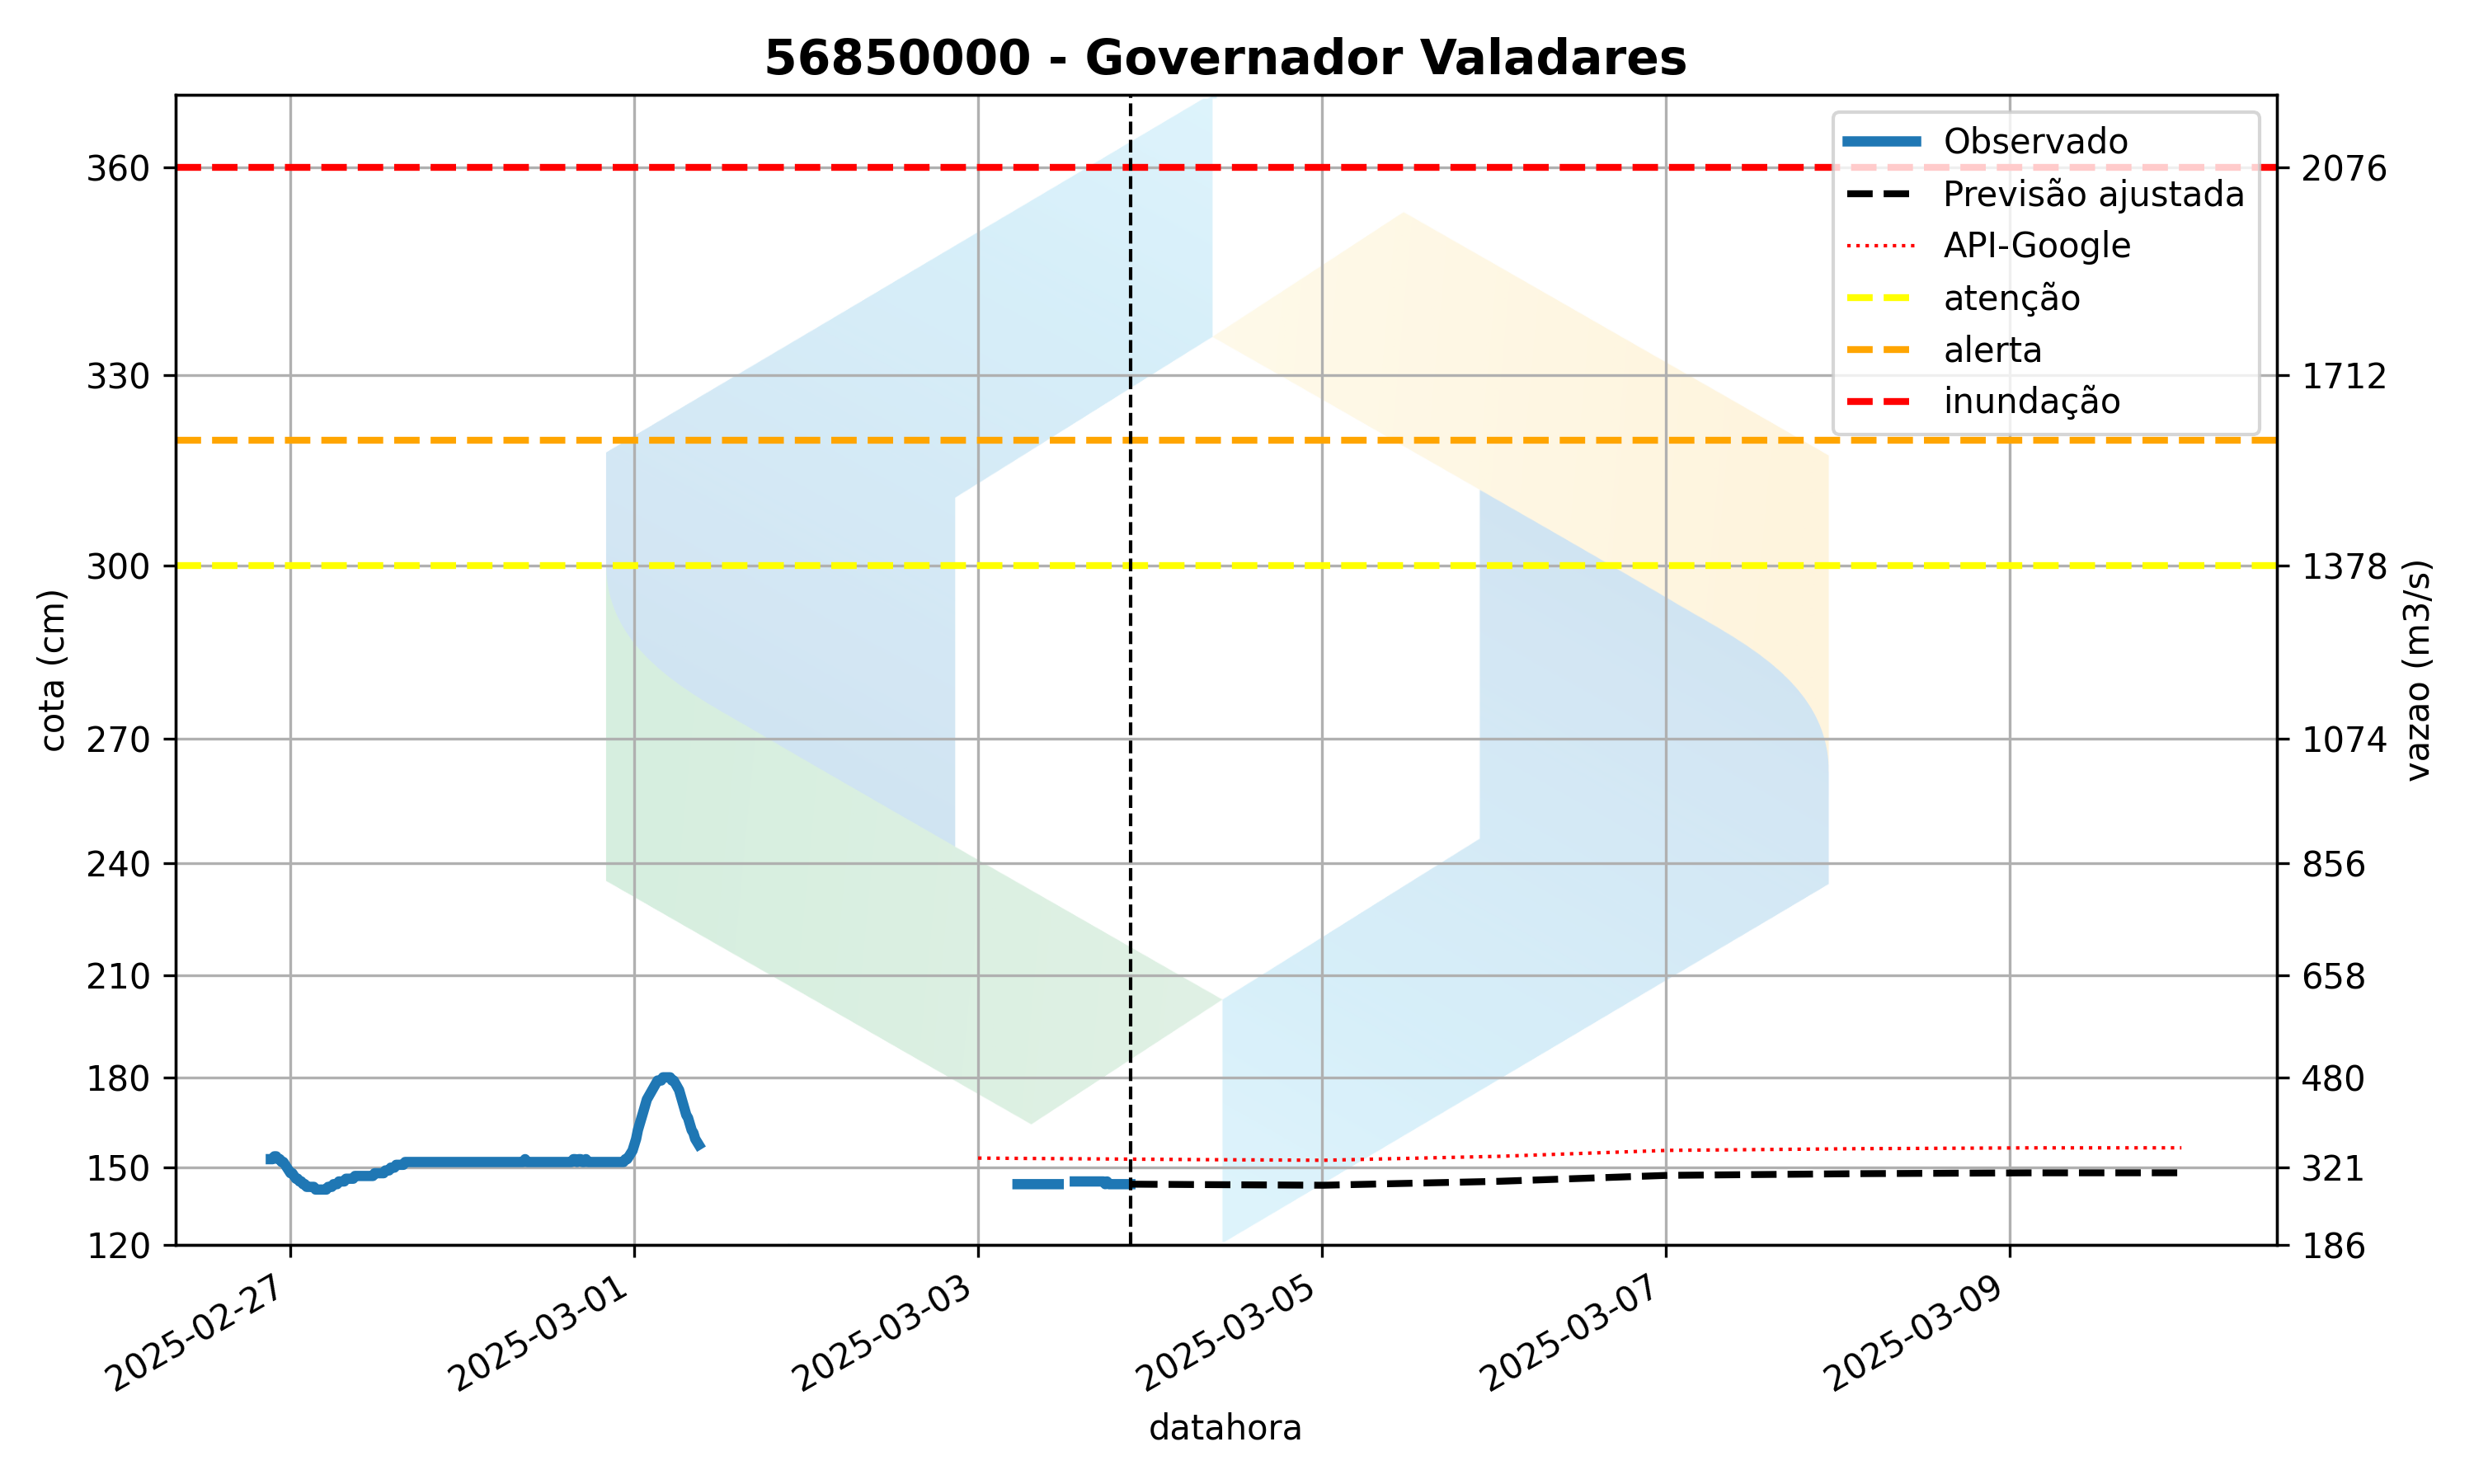 56850000 - Governador Valadares
Observado
Previsão ajustada
API-Google
atenção
alerta
inundação
cota (cm)
360
330
300
270
240
210
180
150
120
2076
1712
1378
1074
856
658
480
321
186
vazao (m3/s)
2025-02-27
2025-03-01
2025-03-03
2025-03-05
2025-03-07
2025-03-09
datahora